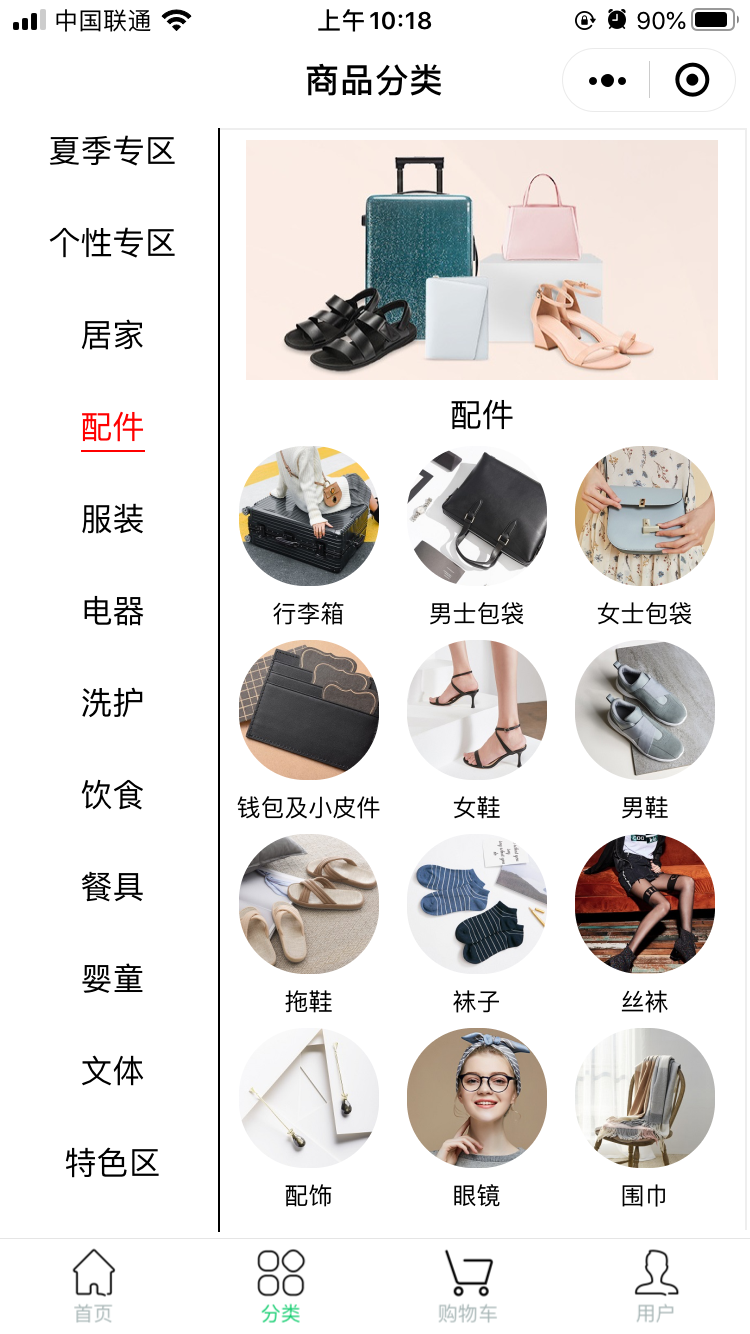 中国联通
上午10:18
90%
商品分类
夏季专区
个性专区
居家
配件
服装
电器
洗护
饮食
餐具
婴童
文体
特色区
配件
行李箱
男士包袋
女士包袋
钱包及小皮件
女鞋
男鞋
拖鞋
袜子
丝袜
配饰
眼镜
围巾
首页
分类
购物车
用户